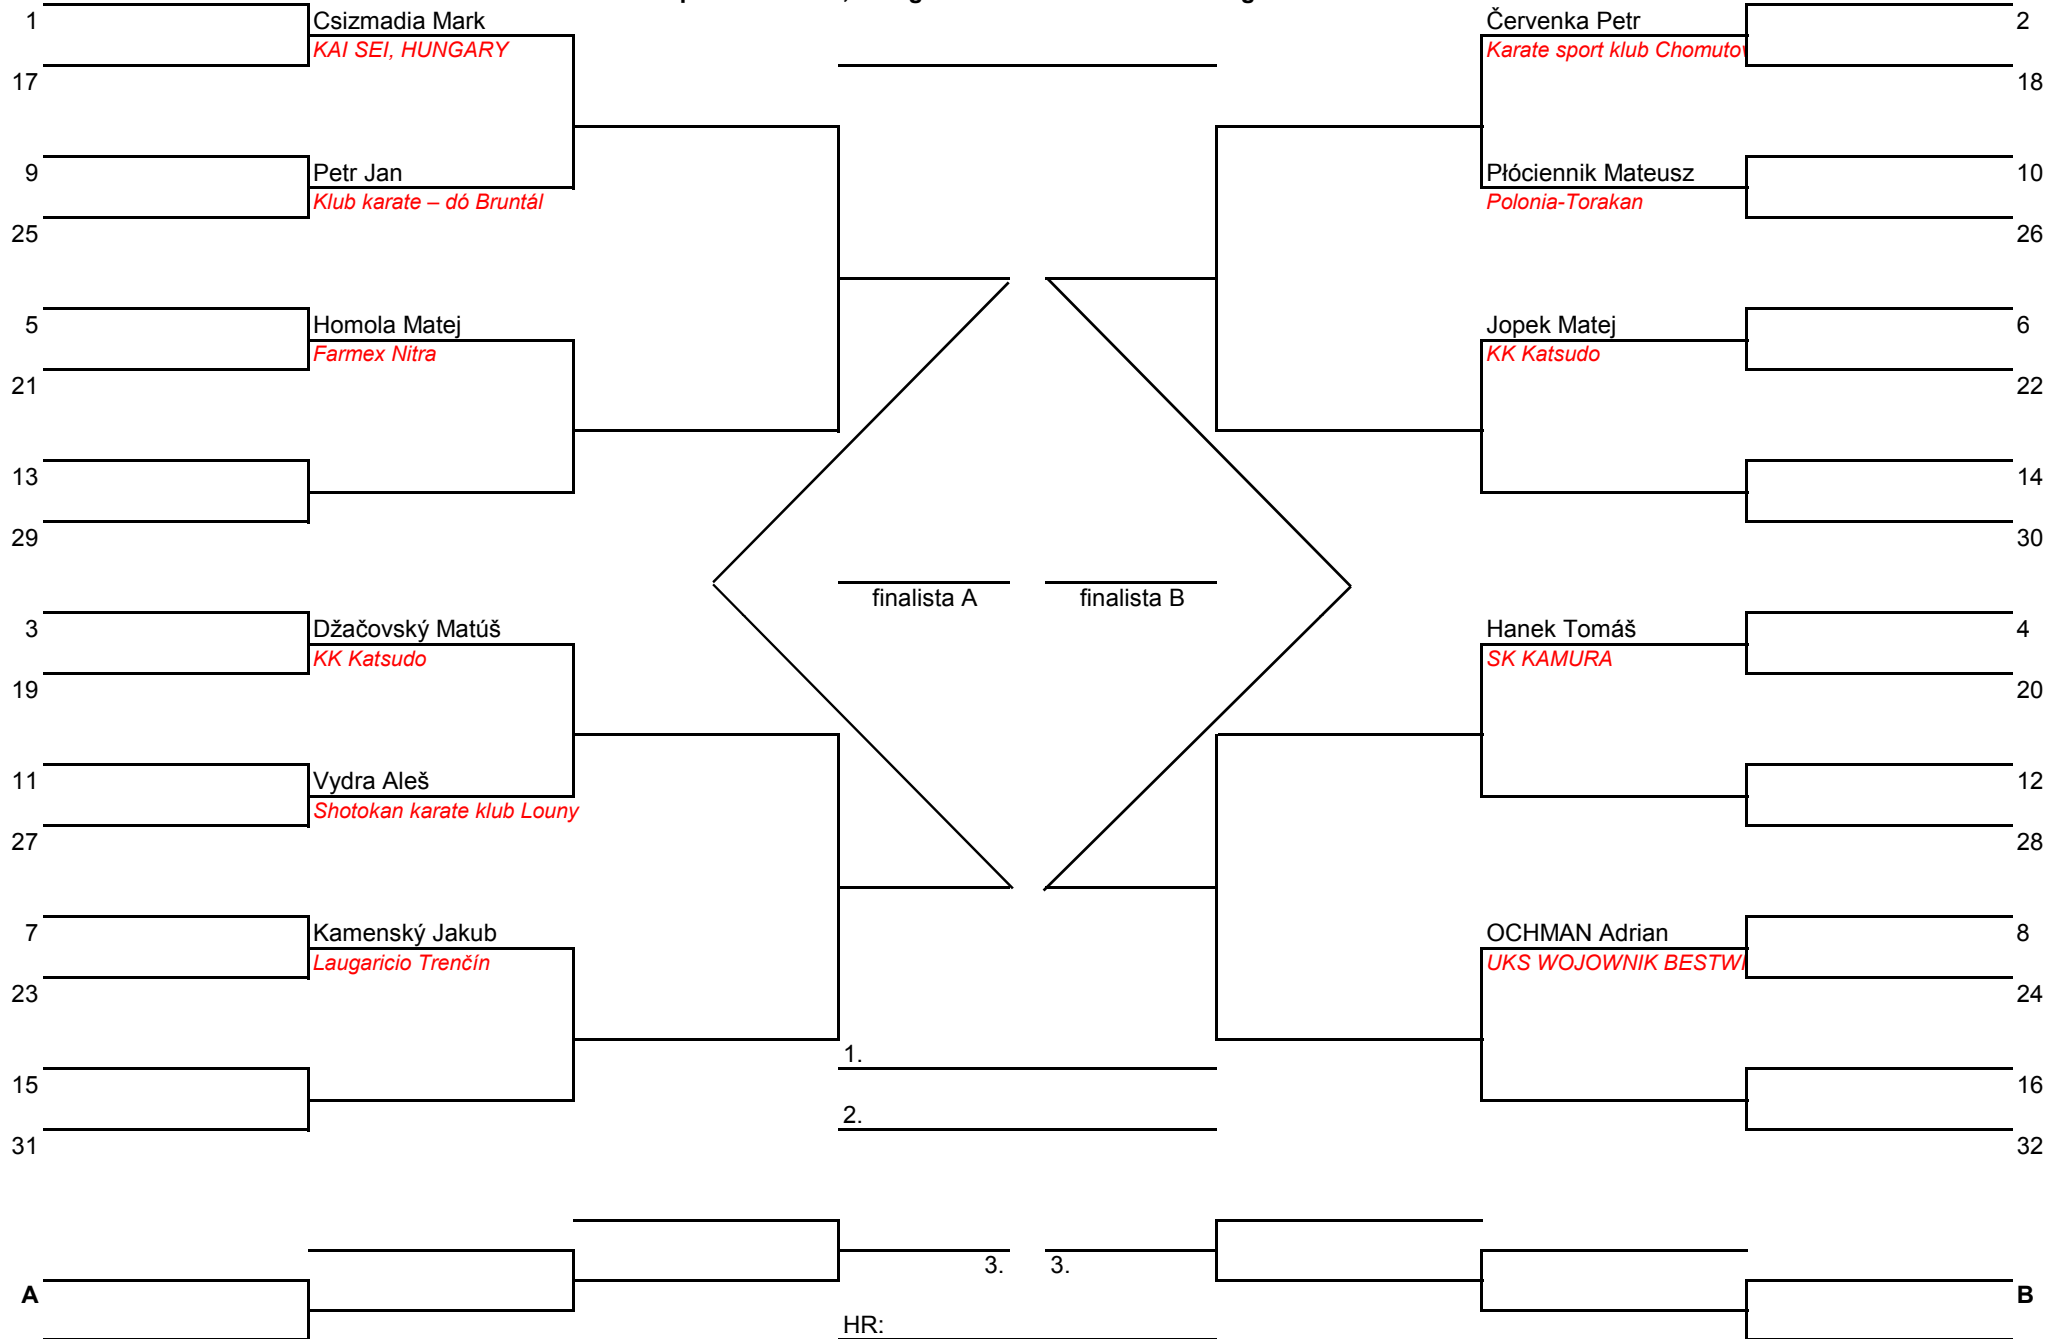 1
Csizmadia Mark
KAI SEI, HUNGARY
17
9
Petr Jan
Klub karate – dó Bruntál
25
5
Homola Matej
Farmex Nitra
21
13
29
3
Džačovský Matúš
KK Katsudo
19
11
Vydra Aleš
Shotokan karate klub Louny
27
7
Kamenský Jakub
Laugaricio Trenčín
23
15
31
A
finalista A
finalista B
1.
2.
3.
3.
HR:
Červenka Petr
2
Karate sport klub Chomutov
18
Płóciennik Mateusz
10
Polonia-Torakan
26
Jopek Matej
6
KK Katsudo
22
14
30
Hanek Tomáš
4
SK KAMURA
20
12
28
OCHMAN Adrian
8
UKS WOJOWNIK
24
16
32
B